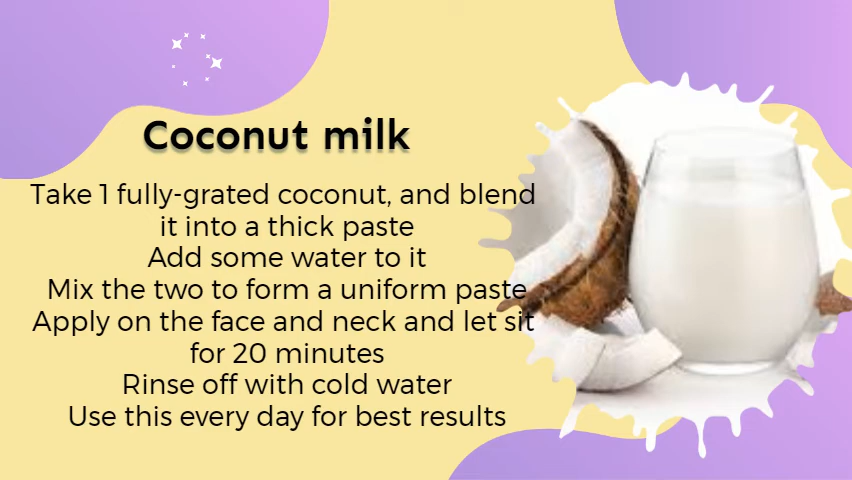 Coconut milk
Take 1 fully-grated coconut, and blend
it into a thick paste
Add some water to it
Mix the two to form a uniform paste
Apply on the face and neck and let sit
for 20 minutes
Rinse off with cold water
Use this every day for best results